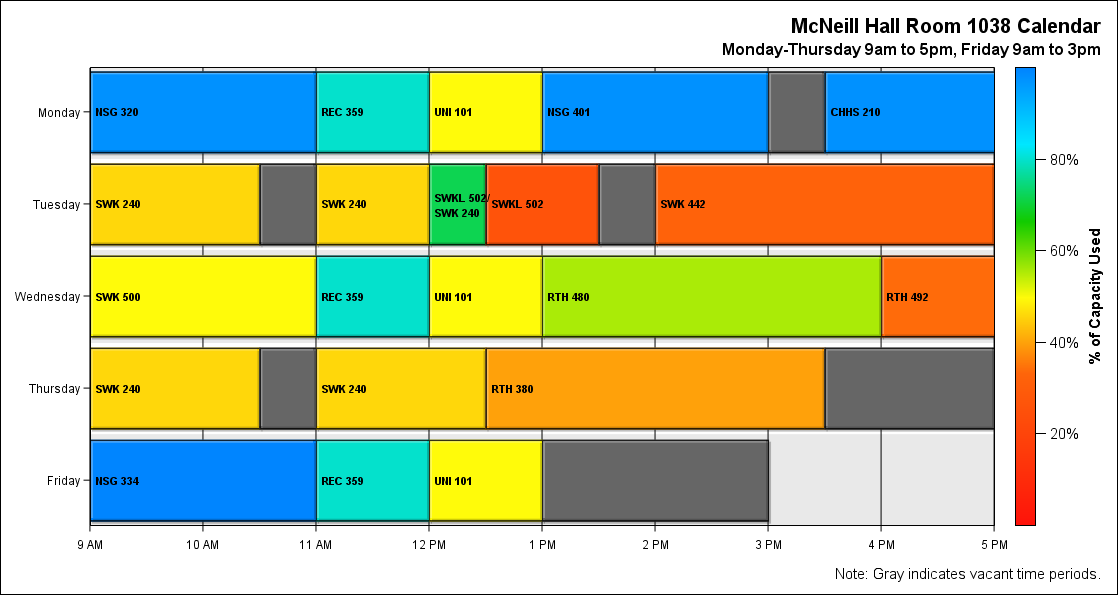 McNeill Hall Room 1038 Calendar
Monday-Thursday 9am to 5pm, Friday 9am to 3pm
Monday
NSG 320
REC 359
UNI 101
NSG 401
CHHS 210
Tuesday
SWK 240
SWK 240
SWKL 502/
SWK 240
SWKL 502
SWK 442
Wednesday
SWK 500
REC 359
UNI 101
RTH 480
RTH 492
Thursday
SWK 240
SWK 240
RTH 380
Friday
NSG 334
REC 359
UNI 101
9 AM
10 AM
11 AM
12 PM
1 PM
2 PM
3 PM
4 PM
5 PM
80%
60%
40%
20%
% of Capacity Used
Note: Gray indicates vacant time periods.